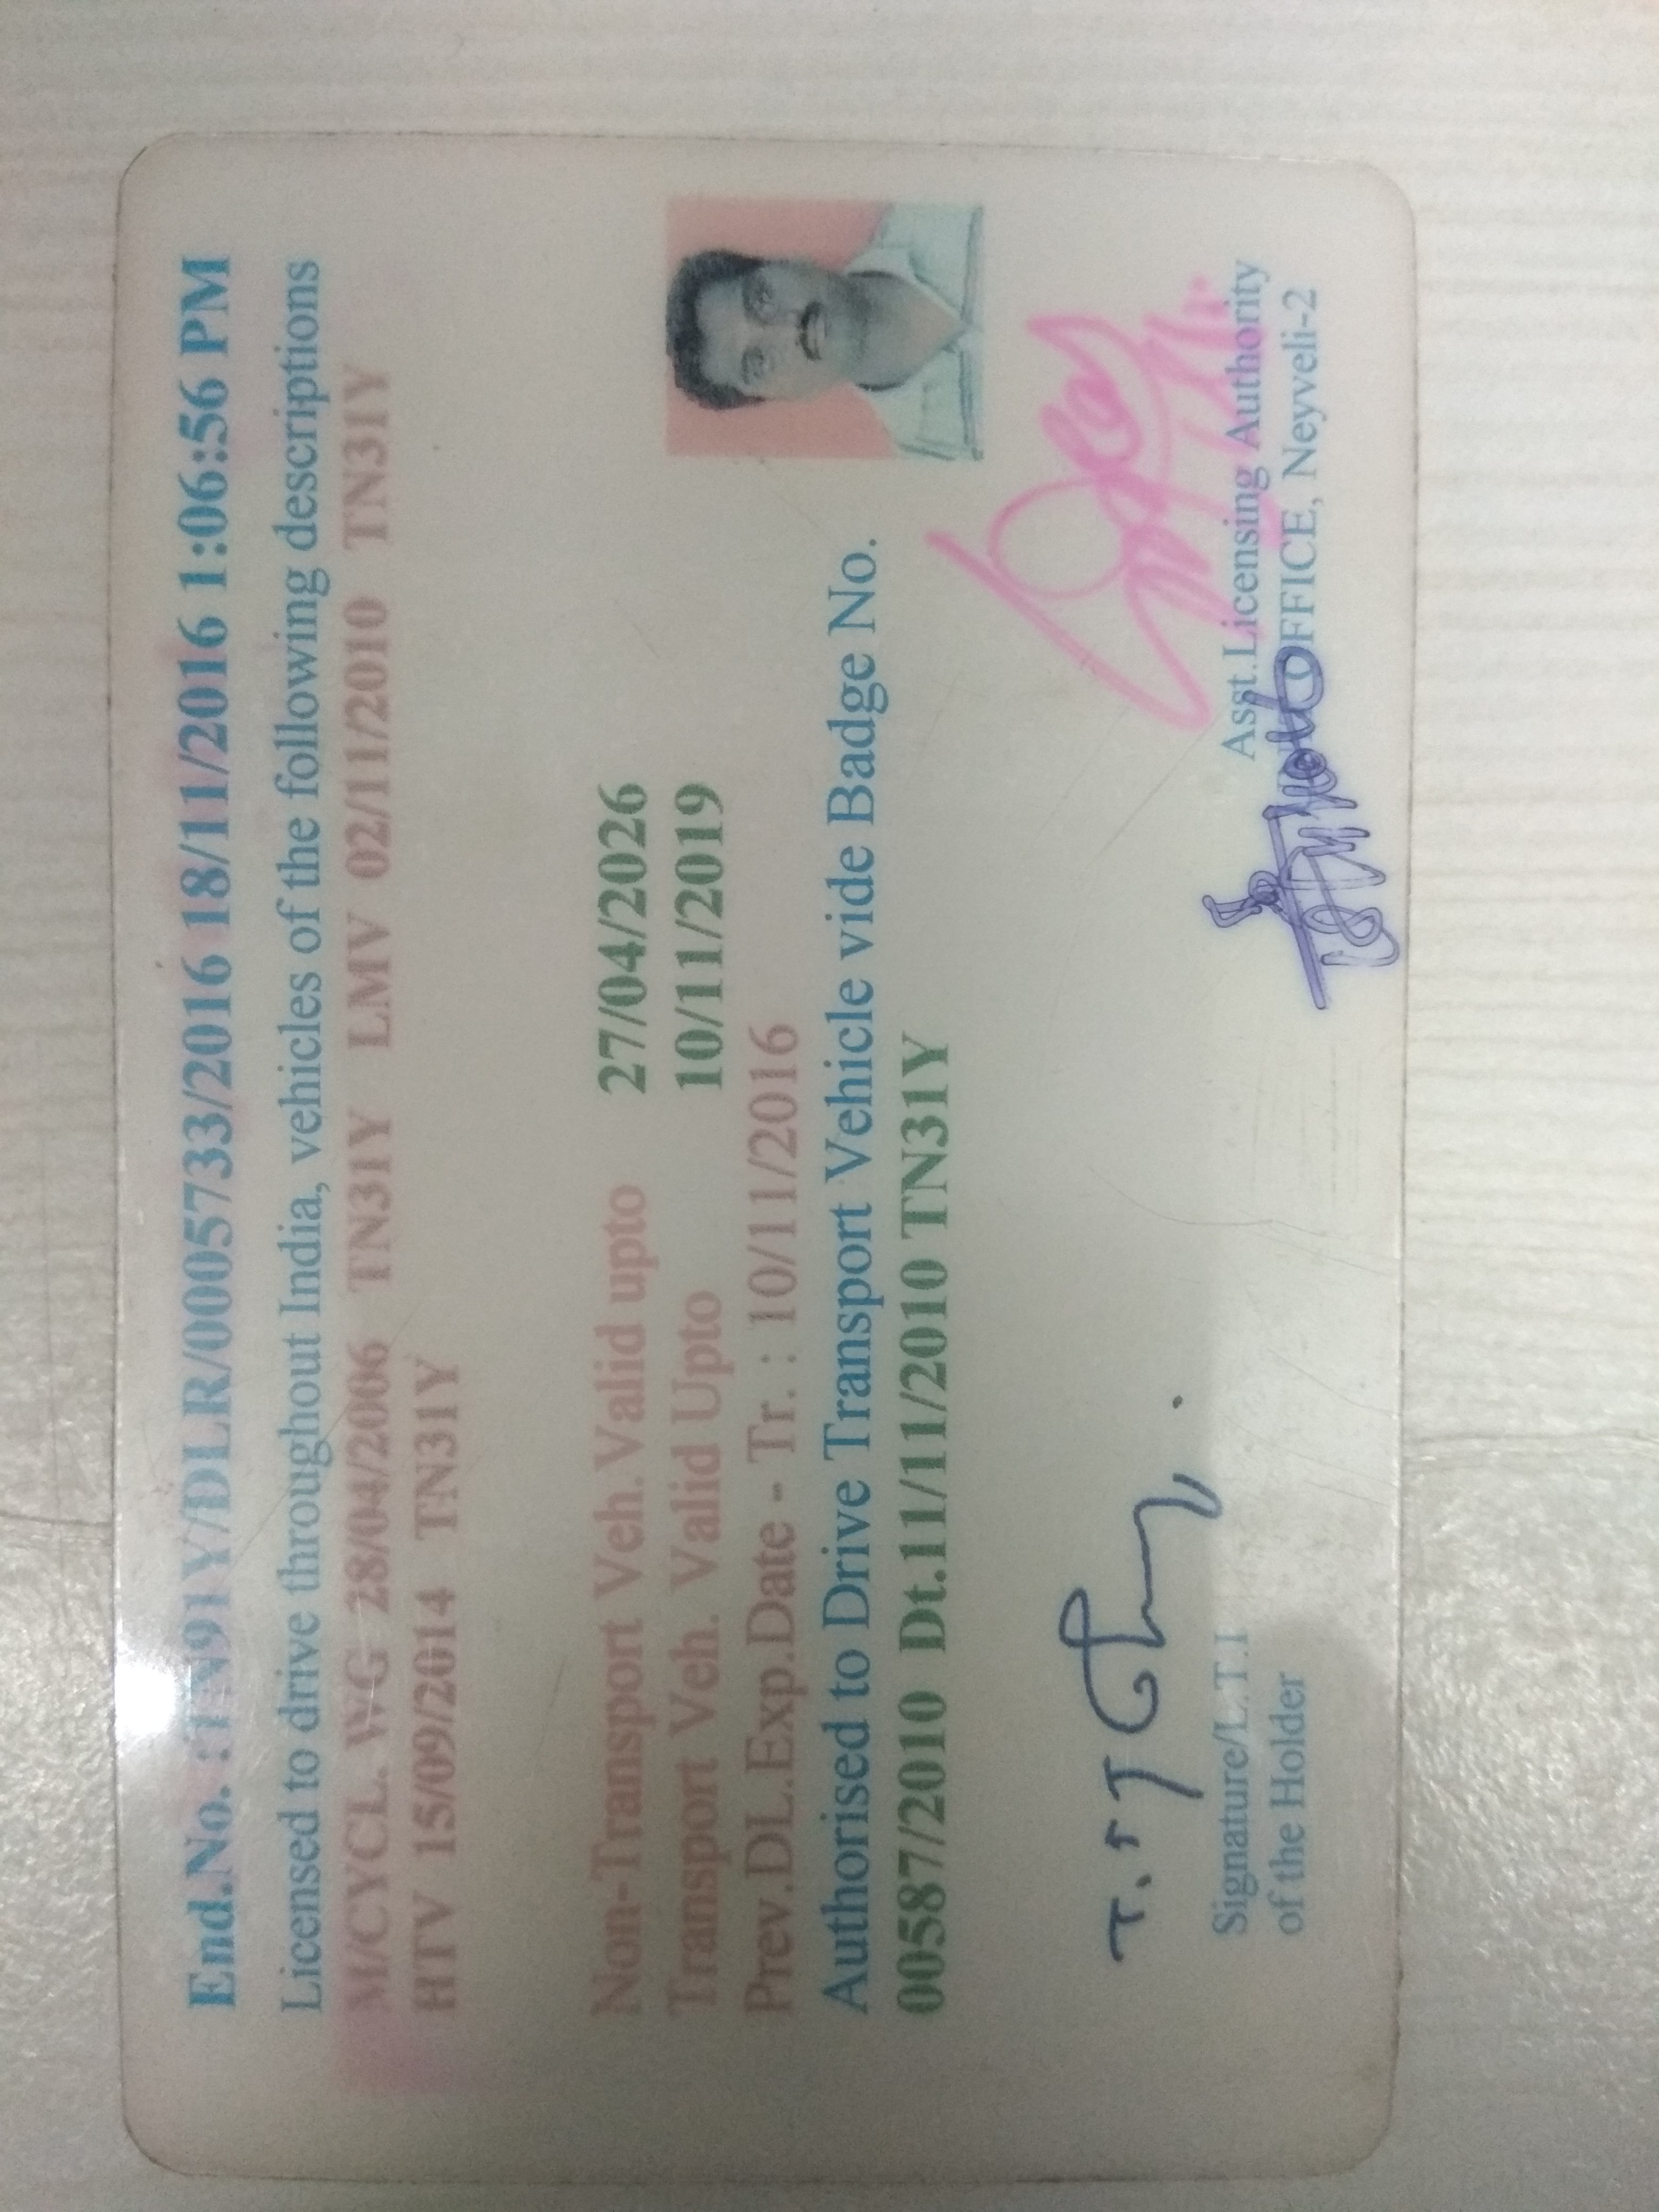 End.No. :TN91Y/DLR/0005733/2016 18/11/2016 1:06:56 PM
Licensed to drive throughout India, vehicles of the following descriptions
M/CYCL. WG 28/04/2006 TN31Y LMV 02/11/2010 TN31Y
HTV 15/09/2014 TN31Y
Non-Transport Veh.Valid upto 27/04/2026
Transport Veh. Valid Upto 10/11/2019
Prev.DL.Exp.Date - Tr. : 10/11/2016
Authorised to Drive Transport Vehicle vide Badge No.
00587/2010 Dt.11/11/2010 TN31Y
Signature/L.T.I
of the Holder
Asst.Licensing Authority
OFFICE, Neyveli-2